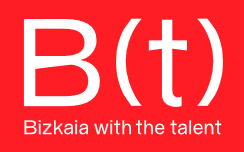 B(t)
Bizkaia with the talent